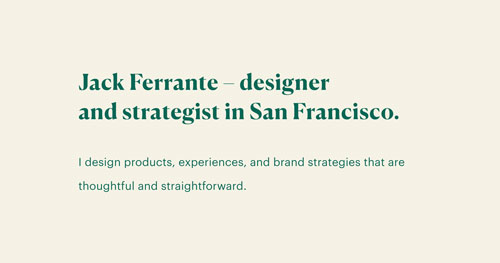 Jack Ferrante – designer
and strategist in San Francisco.
I design products, experiences, and brand strategies that are
thoughtful and straightforward.